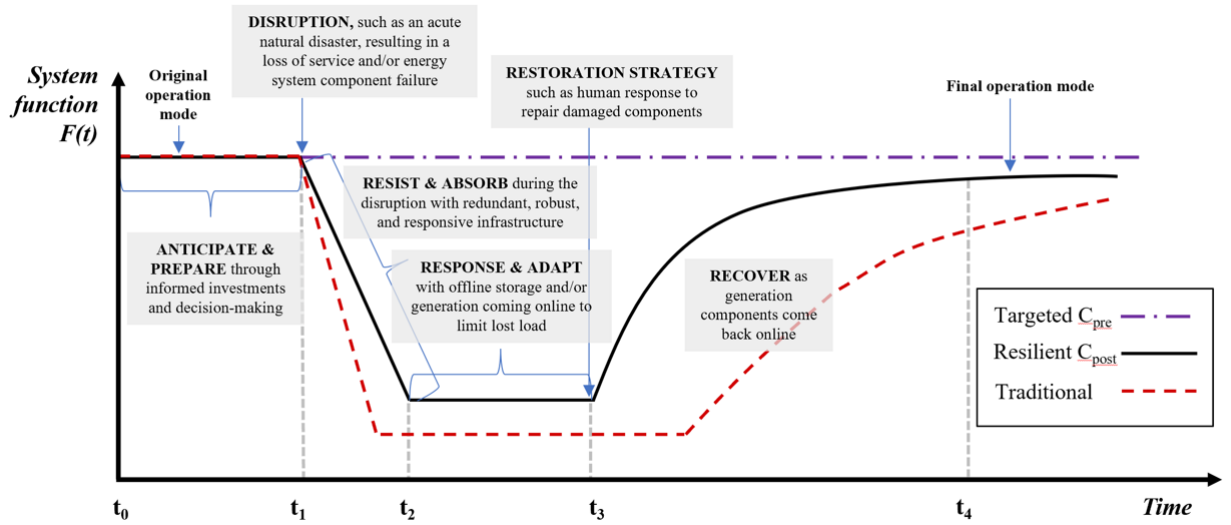 DISRUPTION, such as an acute
natural disaster, resulting in a
loss of service and/or energy
system component failure
System
function
F(t)
Original
operation
mode
RESTORATION STRATEGY
such as human response to
repair damaged components
Final operation mode
RESIST & ABSORB during the
disruption with redundant, robust,
and responsive infrastructure
ANTICIPATE &
PREPARE through
informed investments
and decision-making
RESPONSE & ADAPT
with offline storage and/or
generation coming online to
limit lost load
RECOVER as
generation
components come
back online
Targeted Cpre
Resilient Cpost
Traditional
t0
t1
t2
t3
t4
Time